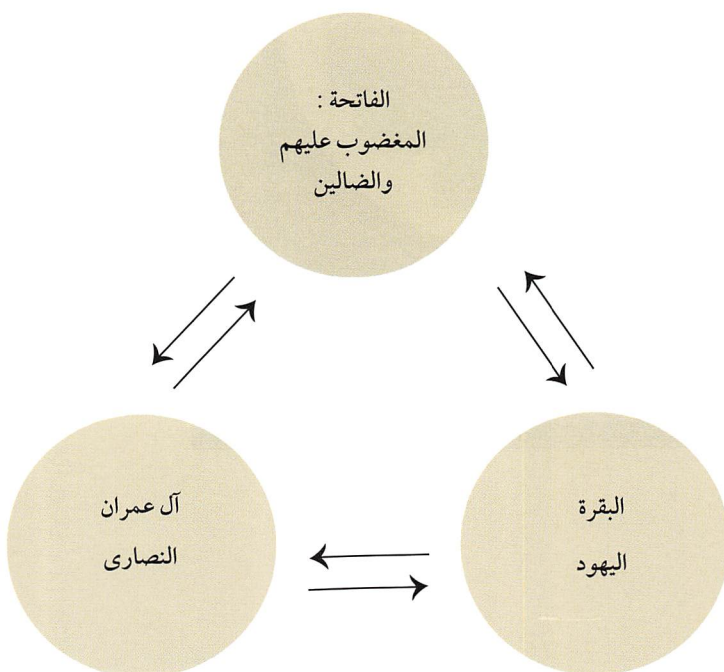 الفاتحة :
المغضوب عليهم
والضالين
البقرة
اليهود
آل عمران
النصارى